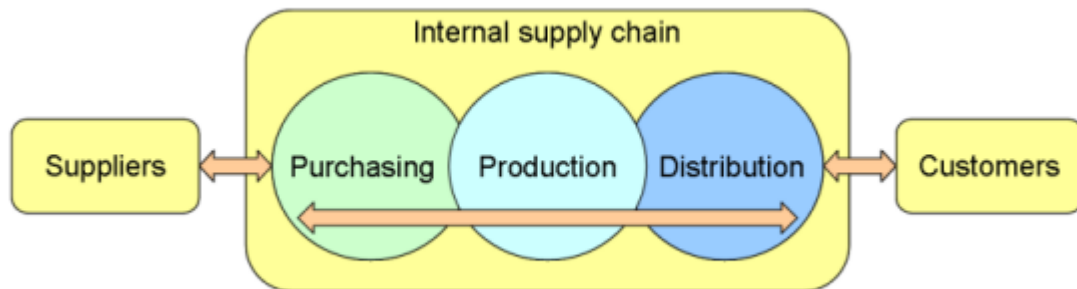 Internal supply chain
Suppliers
Purchasing
Production
Distribution
Customers